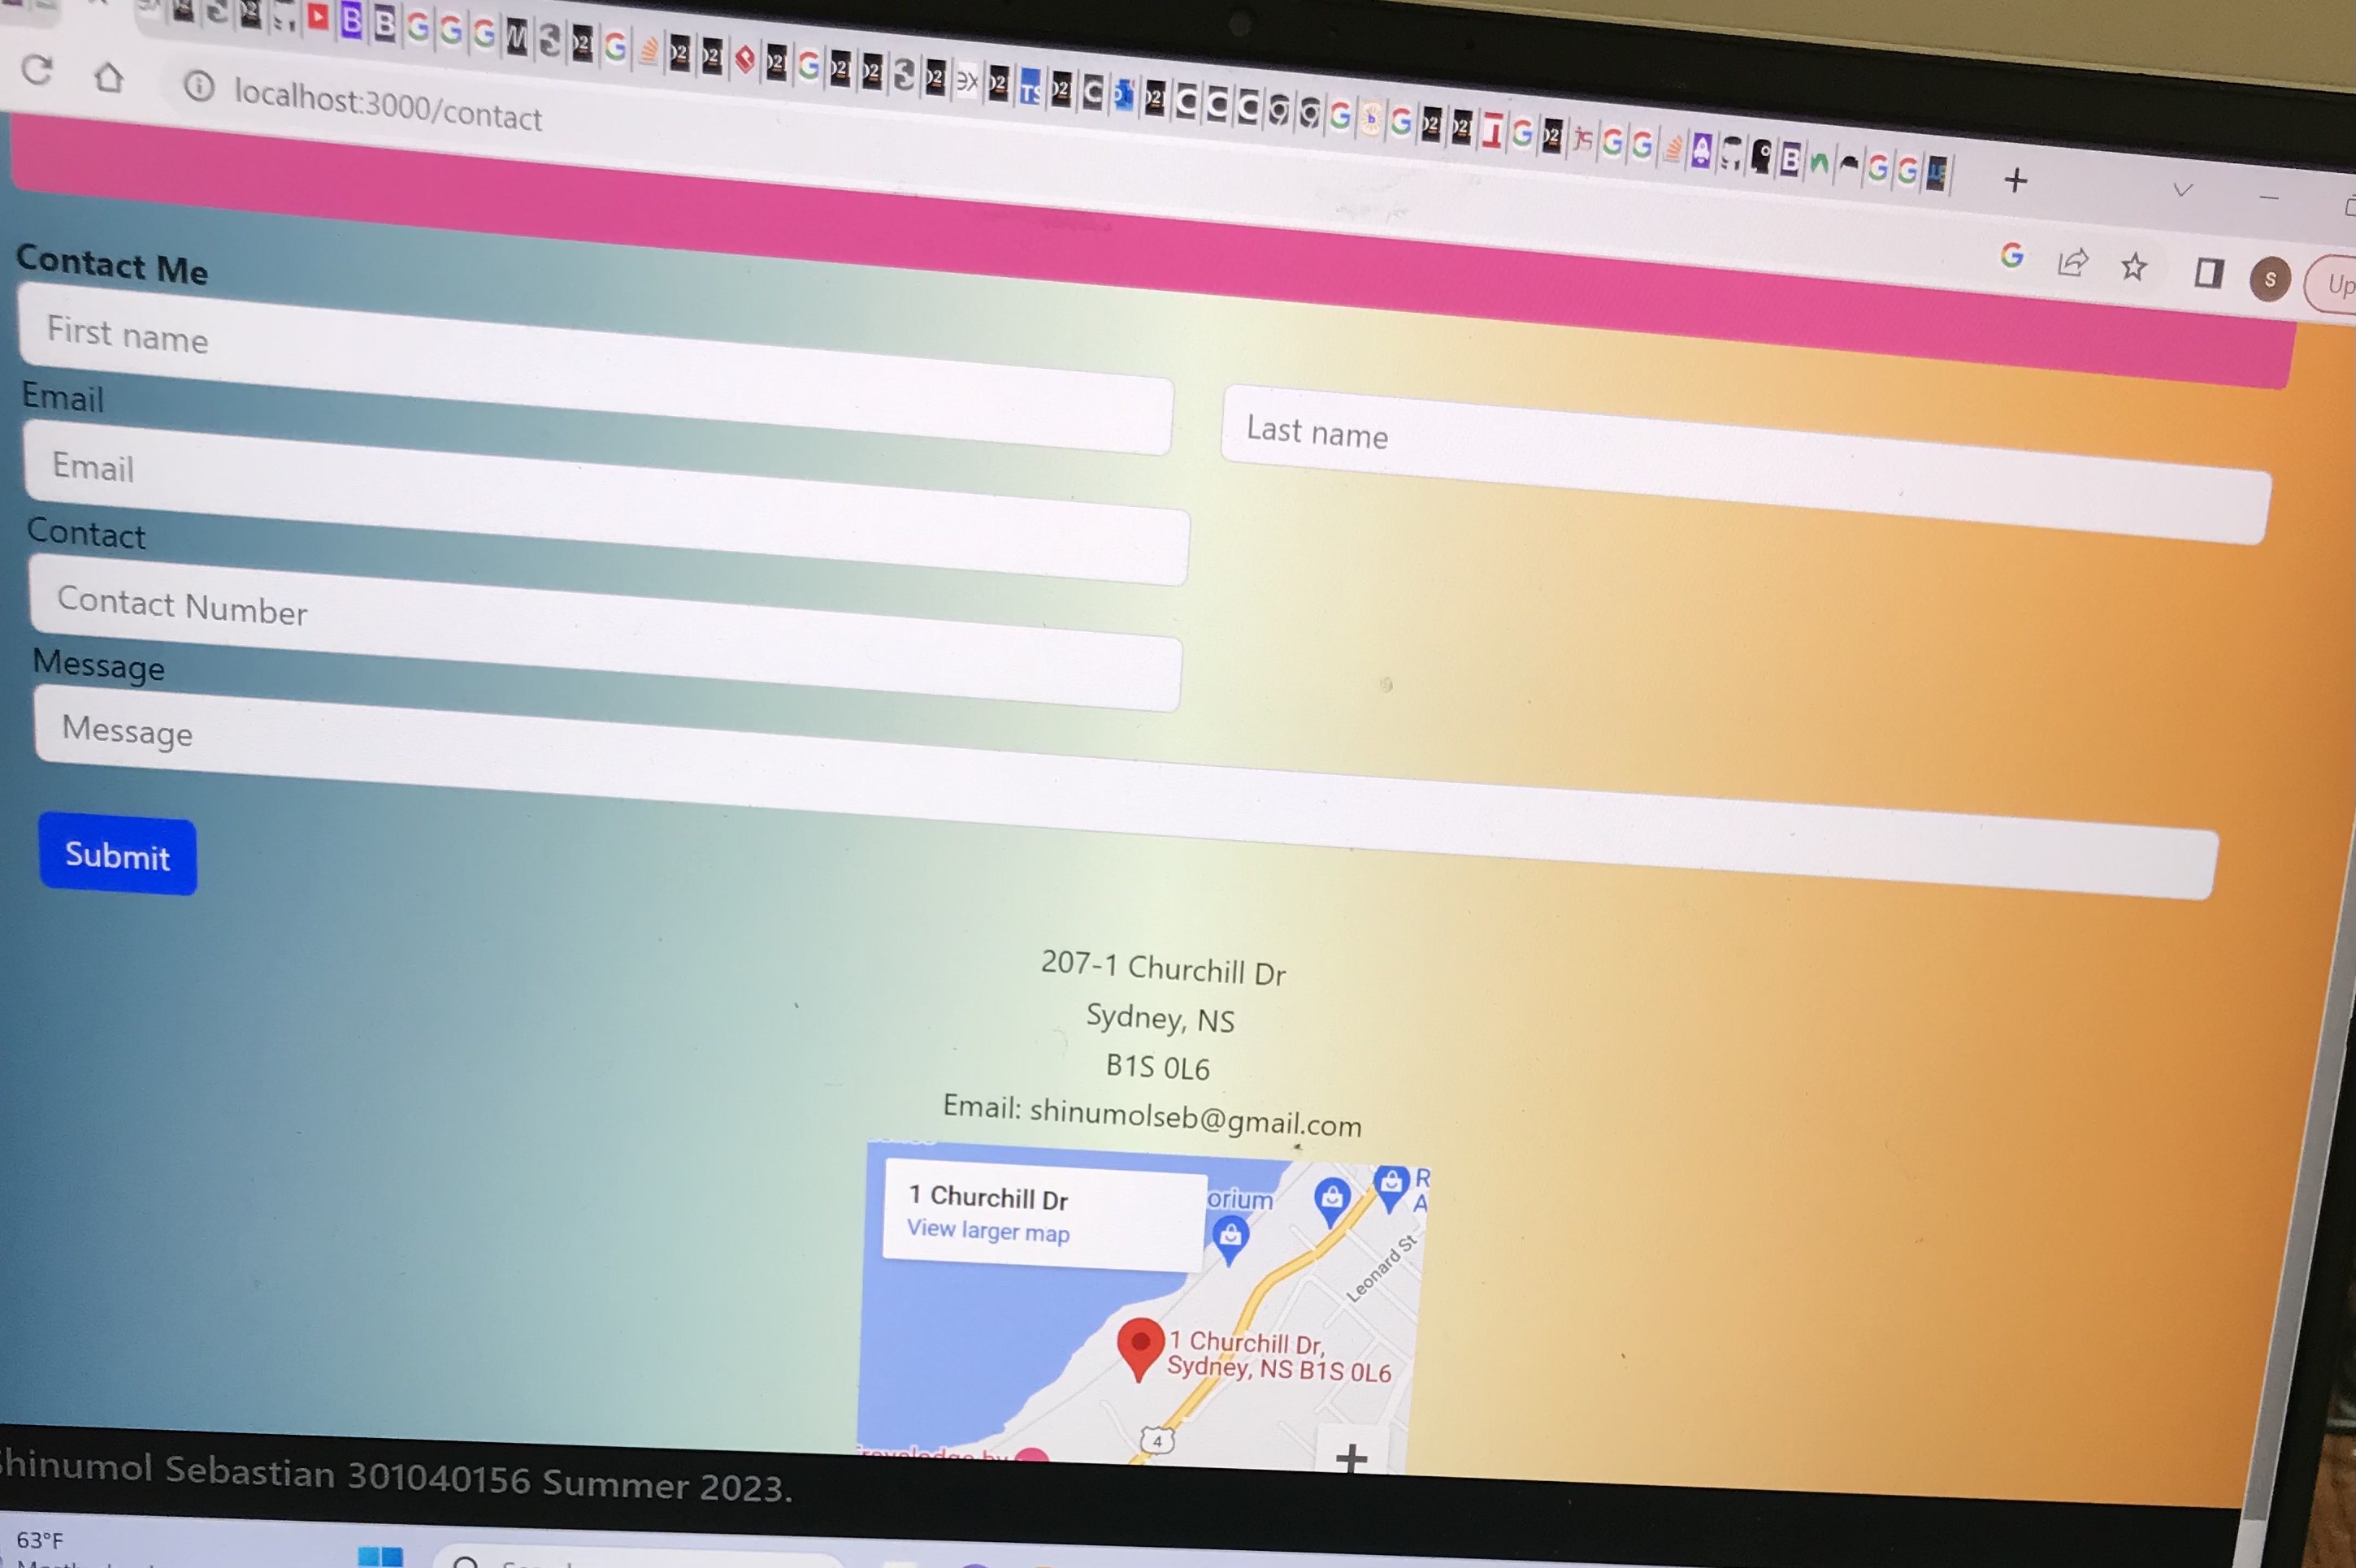 localhost:3000/contact
Up
Contact Me
First name
Last name
Email
Email
Contact
Contact Number
Message
Message
Submit
207-1 Churchill Dr
Sydney, NS
B1S 0L6
Email: shinumolseb@gmail.com
1 Churchill Dr
View larger map
orium
R
A
Leonard St
1 Churchill Dr,
Sydney, NS B1S 0L6
4
hinumol Sebastian 301040156 Summer 2023.
63°F